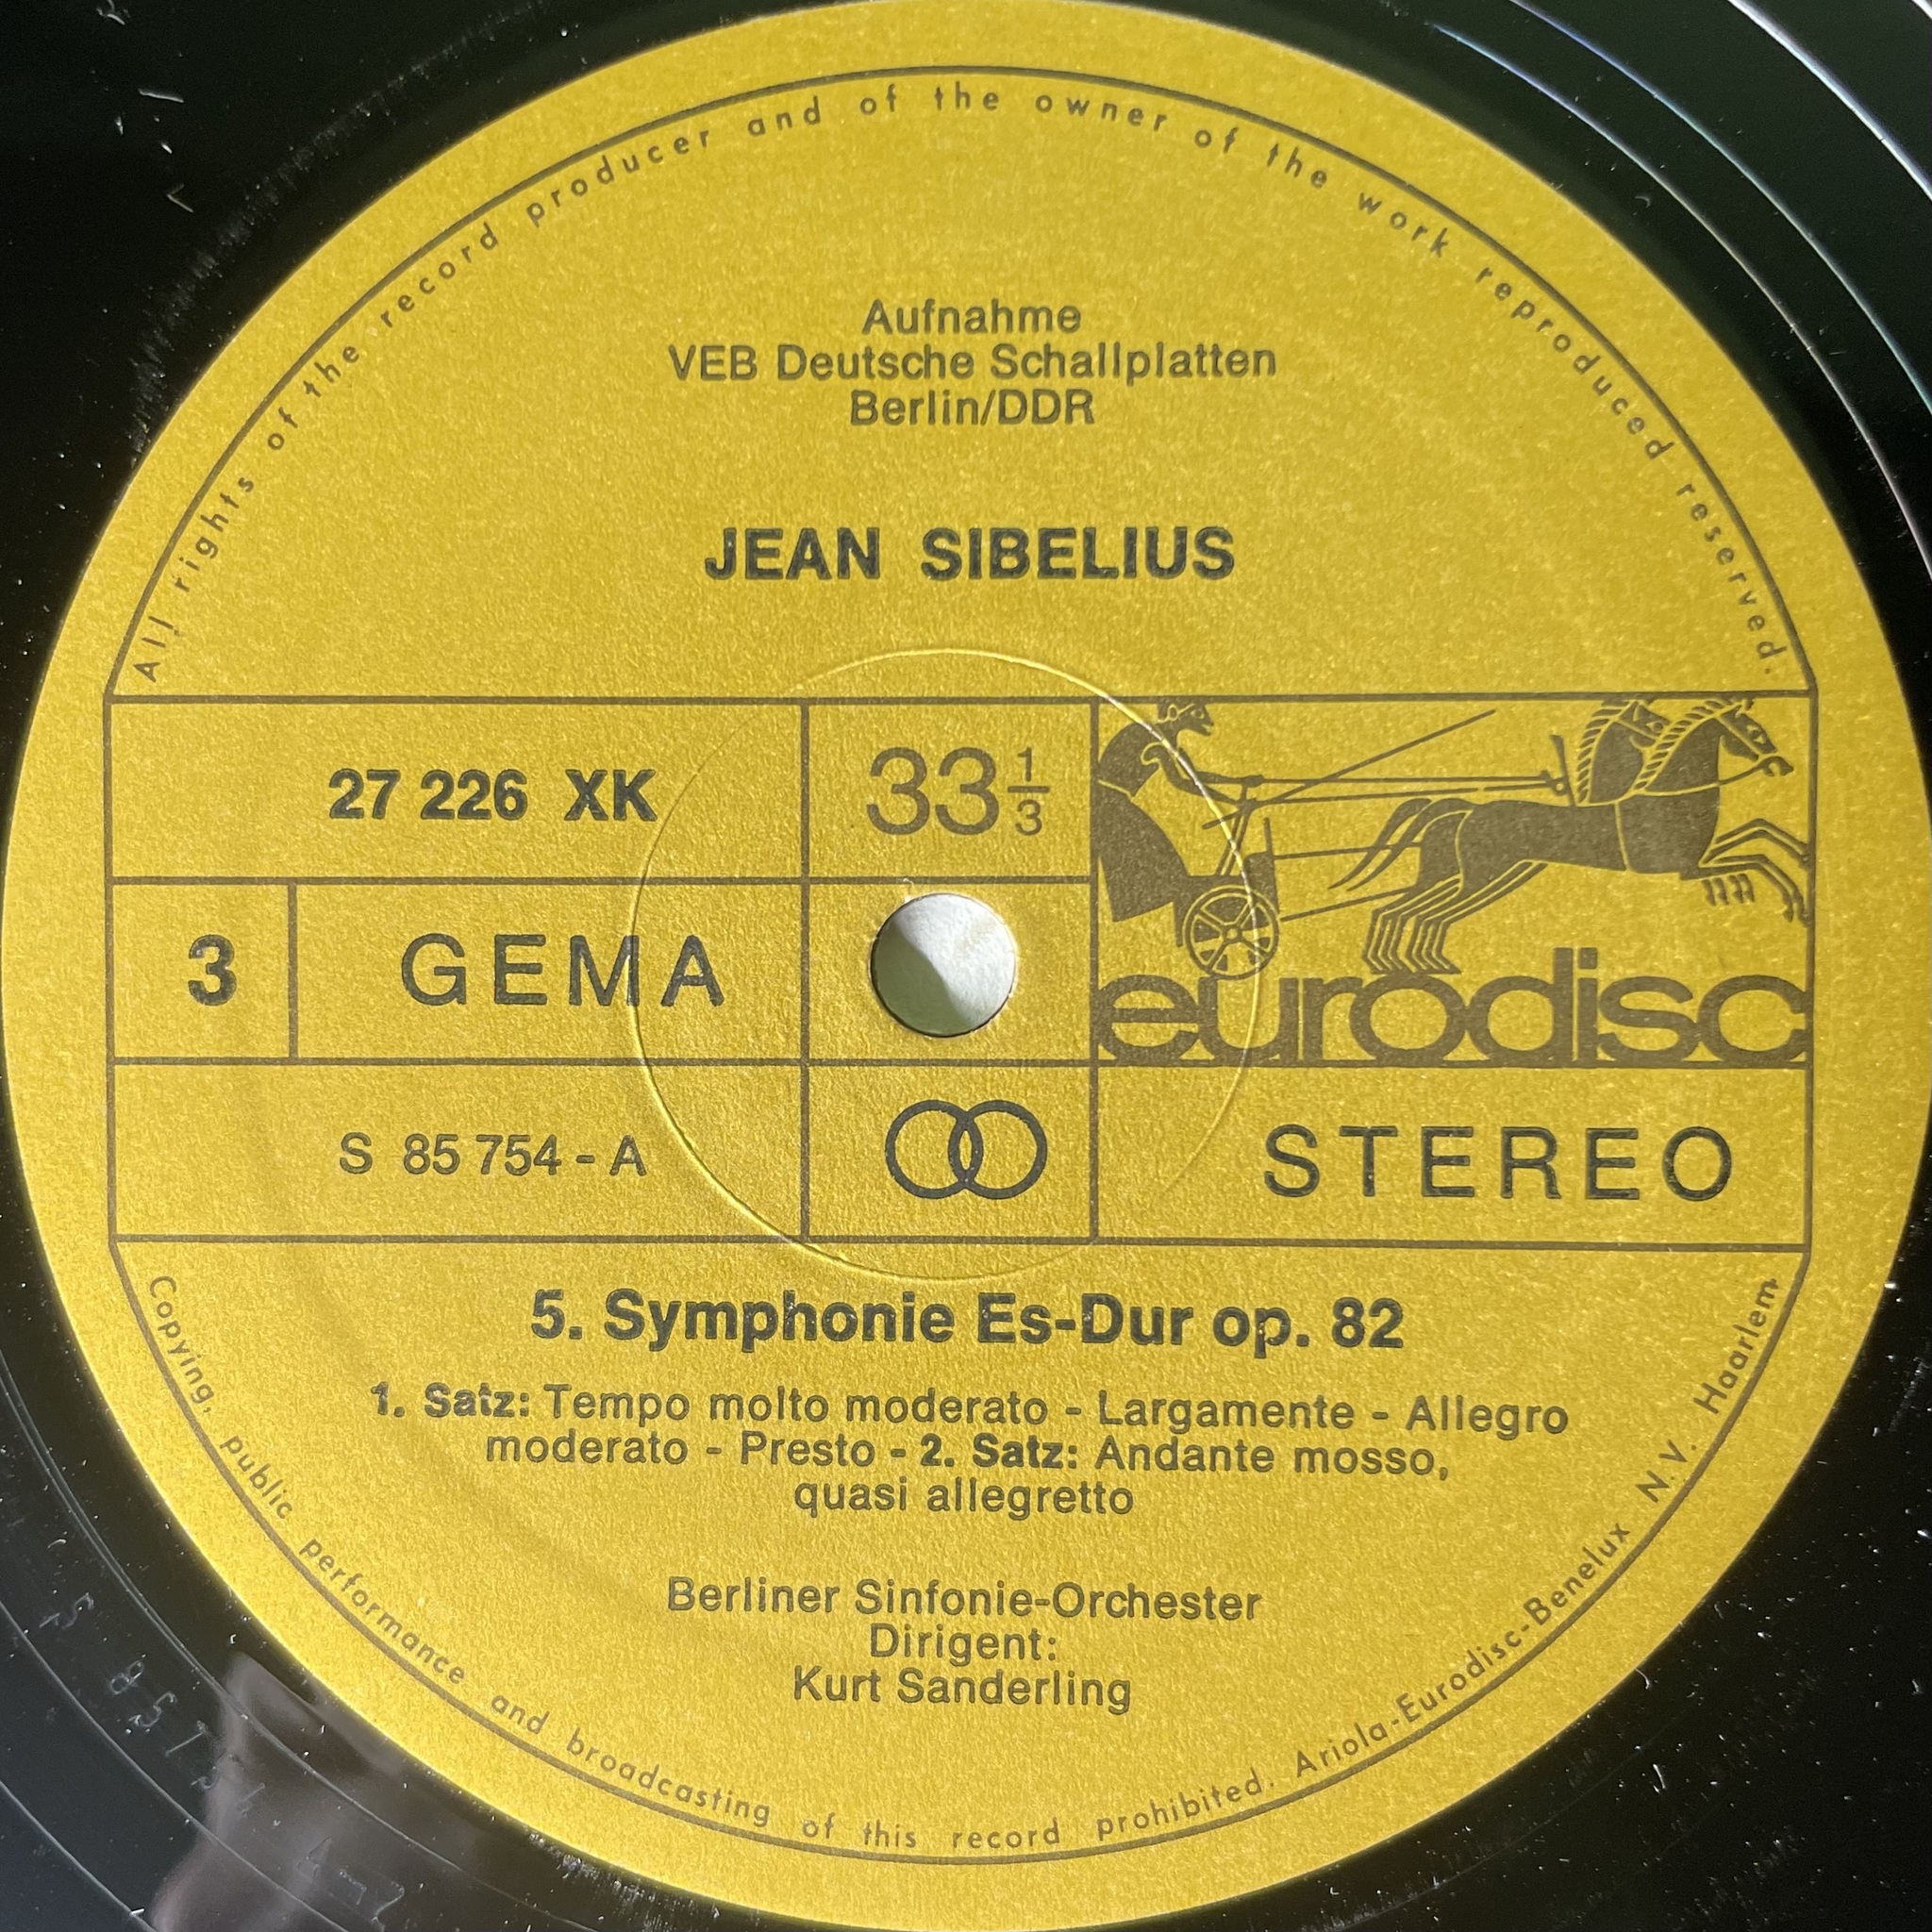 All rights of the record producer and of the owner of the work reproduced reserved.
Aufnahme
VEB Deutsche Schallplatten
Berlin/DDR
JEAN SIBELIUS
27 226 XK
33 1/3
3
GEMA
eurodisc
S 85 754 - A
STEREO
5. Symphonie Es-Dur op. 82
1. Satz: Tempo molto moderato - Largamente - Allegro
moderato - Presto - 2. Satz: Andante mosso,
quasi allegretto
Berliner Sinfonie-Orchester
Dirigent:
Kurt Sanderling
Copying, public performance and broadcasting of this record prohibited. Ariola-Eurodisc-Benelux N.V. Haarlem